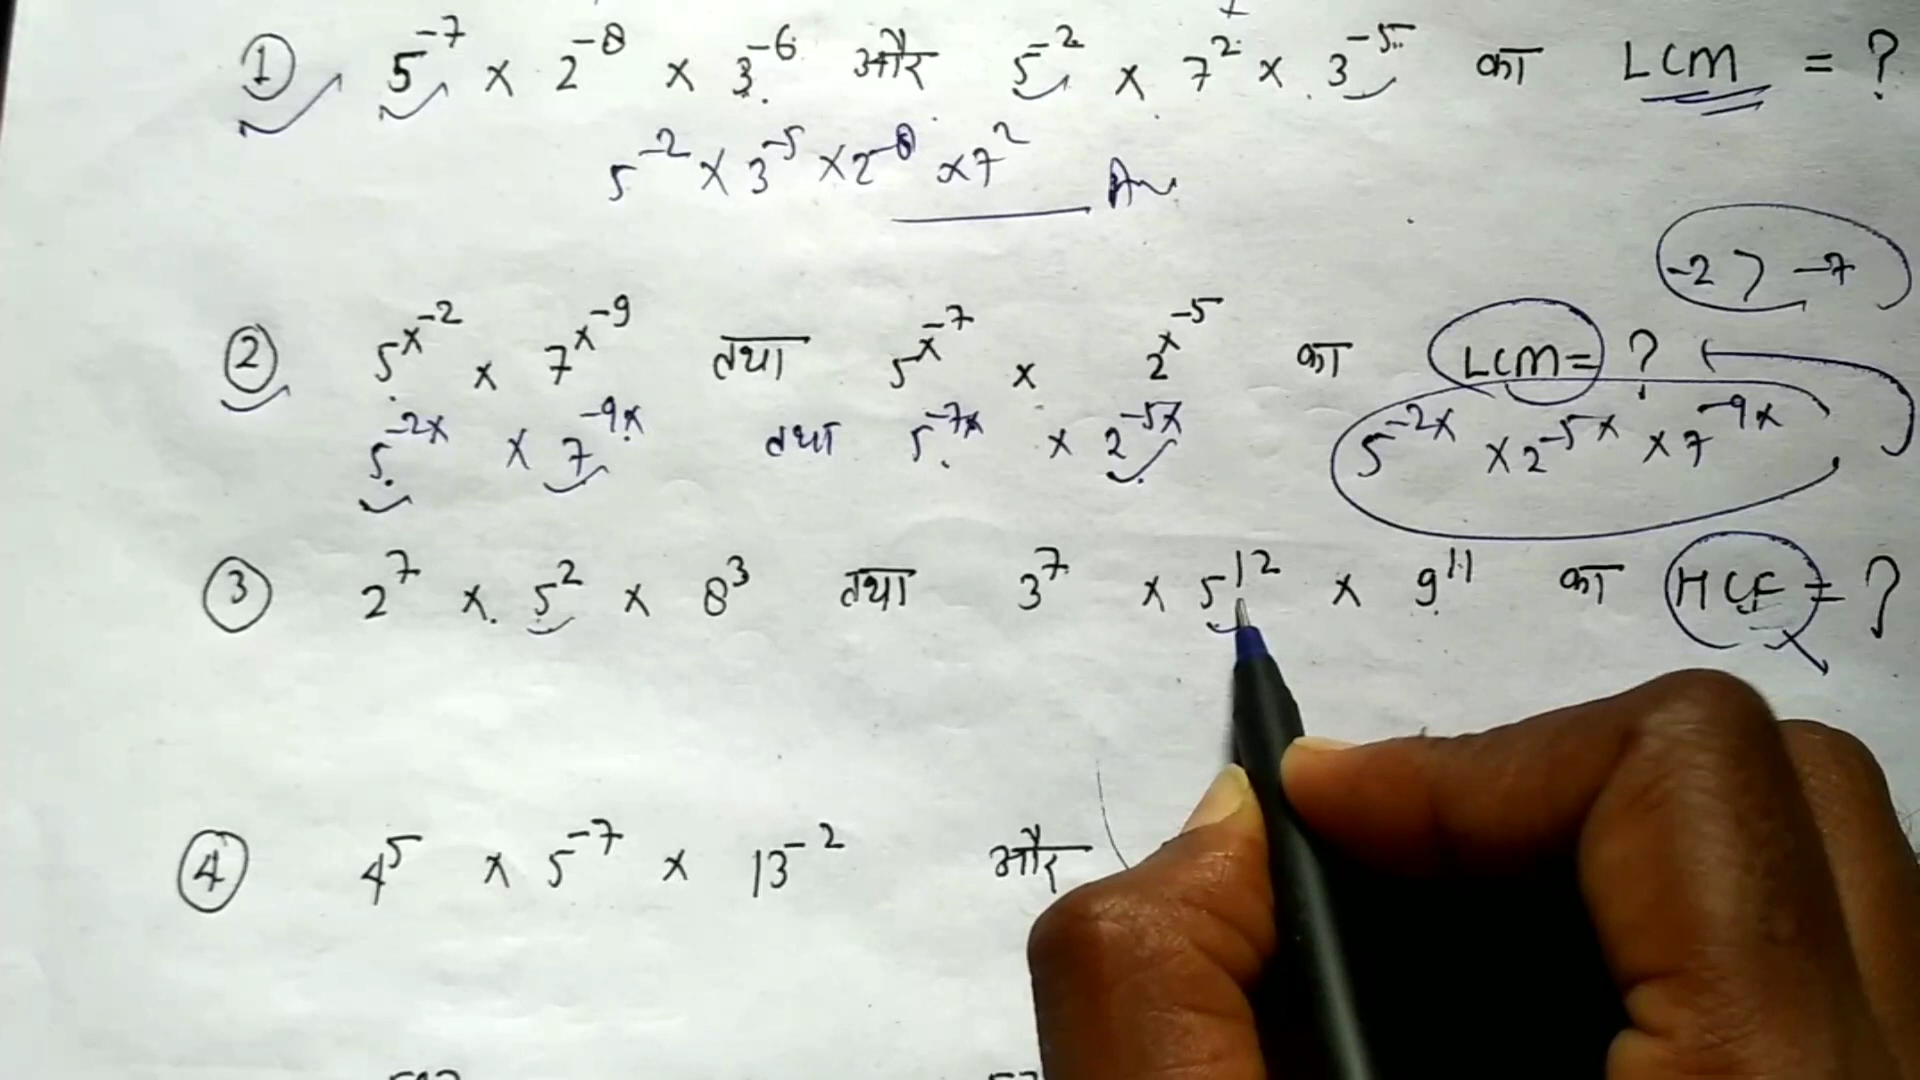 ① 5⁻⁷ × 2⁻⁸ × 3⁻⁶ और 5⁻² × 7² × 3⁻⁵ का LCM = ?
5⁻² × 3⁻⁵ × 2⁻⁸ × 7² Ans
-2 > -7
② 5^x^-2 × 7^x^-9 तथा 5^x^-7 × 2^x^-5 का LCM = ?
5^-2x × 7^-9x तथा 5^-7x × 2^-5x 5^-2x × 2^-5x × 7^-9x
③ 2⁷ × 5² × 8³ तथा 3⁷ × 5¹² × 9¹¹ का HCF = ?
④ 4⁵ × 5⁻⁷ × 13⁻² और